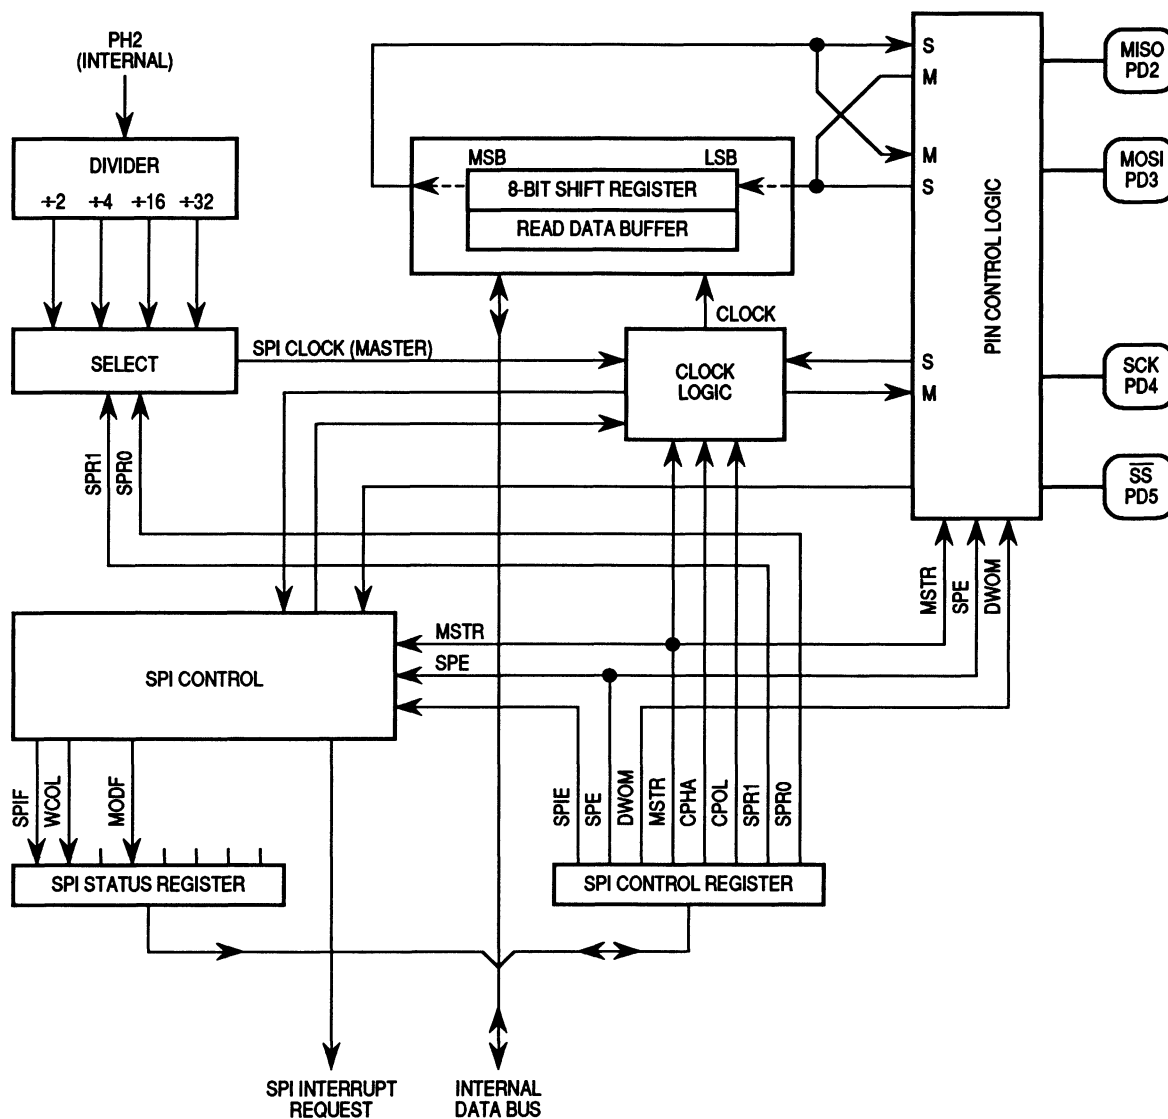 PH2
(INTERNAL)
DIVIDER
÷2 ÷4 ÷16 ÷32
SELECT
SPR1
SPR0
MSB LSB
8-BIT SHIFT REGISTER
READ DATA BUFFER
SPI CLOCK (MASTER)
CLOCK
CLOCK
LOGIC
S
M
M
S
S
M
PIN CONTROL LOGIC
MISO
PD2
MOSI
PD3
SCK
PD4
S̅S̅
PD5
MSTR
SPE
DWOM
MSTR
SPE
SPI CONTROL
SPIF
WCOL
MODF
SPI STATUS REGISTER
SPIE
SPE
DWOM
MSTR
CPHA
CPOL
SPR1
SPR0
SPI CONTROL REGISTER
SPI INTERRUPT
REQUEST
INTERNAL
DATA BUS